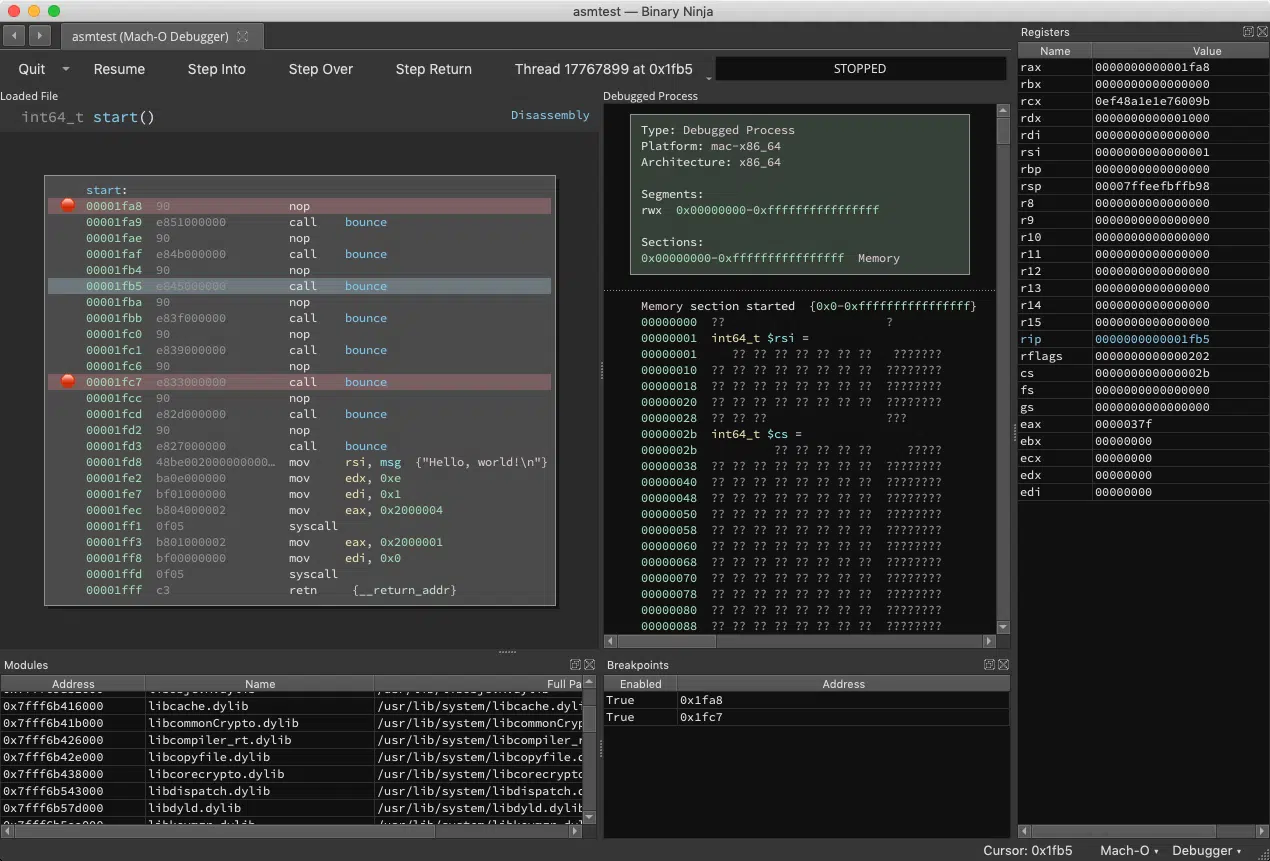 asmtest — Binary Ninja
asmtest (Mach-O Debugger)
Quit Resume Step Into Step Over Step Return Thread 17767899 at 0x1fb5 STOPPED
Loaded File
int64_t start() Disassembly
start:
00001fa8 90 nop
00001fa9 e851000000 call bounce
00001fae 90 nop
00001faf e84b000000 call bounce
00001fb4 90 nop
00001fb5 e845000000 call bounce
00001fba 90 nop
00001fbb e83f000000 call bounce
00001fc0 90 nop
00001fc1 e839000000 call bounce
00001fc6 90 nop
00001fc7 e833000000 call bounce
00001fcc 90 nop
00001fcd e82d000000 call bounce
00001fd2 90 nop
00001fd3 e827000000 call bounce
00001fd8 48be002000000000… mov rsi, msg {"Hello, world!\n"}
00001fe2 ba0e000000 mov edx, 0xe
00001fe7 bf01000000 mov edi, 0x1
00001fec b804000002 mov eax, 0x2000004
00001ff1 0f05 syscall
00001ff3 b801000002 mov eax, 0x2000001
00001ff8 bf00000000 mov edi, 0x0
00001ffd 0f05 syscall
00001fff c3 retn {__return_addr}
Debugged Process
Type: Debugged Process
Platform: mac-x86_64
Architecture: x86_64
Segments:
rwx 0x00000000-0xffffffffffffffff
Sections:
0x00000000-0xffffffffffffffff Memory
Memory section started {0x0-0xffffffffffffffff}
00000000 ?? ?
00000001 int64_t $rsi =
00000001 ?? ?? ?? ?? ?? ?? ?? ???????
00000010 ?? ?? ?? ?? ?? ?? ?? ?? ????????
00000018 ?? ?? ?? ?? ?? ?? ?? ?? ????????
00000020 ?? ?? ?? ?? ?? ?? ?? ?? ????????
00000028 ?? ?? ?? ???
0000002b int64_t $cs =
0000002b ?? ?? ?? ?? ?? ?????
00000038 ?? ?? ?? ?? ?? ?? ?? ?? ????????
00000040 ?? ?? ?? ?? ?? ?? ?? ?? ????????
00000048 ?? ?? ?? ?? ?? ?? ?? ?? ????????
00000050 ?? ?? ?? ?? ?? ?? ?? ?? ????????
00000058 ?? ?? ?? ?? ?? ?? ?? ?? ????????
00000060 ?? ?? ?? ?? ?? ?? ?? ?? ????????
00000068 ?? ?? ?? ?? ?? ?? ?? ?? ????????
00000070 ?? ?? ?? ?? ?? ?? ?? ?? ????????
00000078 ?? ?? ?? ?? ?? ?? ?? ?? ????????
00000080 ?? ?? ?? ?? ?? ?? ?? ?? ????????
00000088 ?? ?? ?? ?? ?? ?? ?? ?? ????????
Registers
Name Value
rax 0000000000001fa8
rbx 0000000000000000
rcx 0ef48a1e1e76009b
rdx 0000000000001000
rdi 0000000000000000
rsi 0000000000000001
rbp 0000000000000000
rsp 00007ffeefbffb98
r8 0000000000000000
r9 0000000000000000
r10 0000000000000000
r11 0000000000000000
r12 0000000000000000
r13 0000000000000000
r14 0000000000000000
r15 0000000000000000
rip 0000000000001fb5
rflags 0000000000000202
cs 000000000000002b
fs 0000000000000000
gs 0000000000000000
eax 0000037f
ebx 00000000
ecx 00000000
edx 00000000
edi 00000000
Modules
Address Name Full Pa
0x7fff6b416000 libcache.dylib /usr/lib/system/libcache.dyli
0x7fff6b41b000 libcommonCrypto.dylib /usr/lib/system/libcommonCryp
0x7fff6b426000 libcompiler_rt.dylib /usr/lib/system/libcompiler_r
0x7fff6b42e000 libcopyfile.dylib /usr/lib/system/libcopyfile.d
0x7fff6b438000 libcorecrypto.dylib /usr/lib/system/libcorecrypto
0x7fff6b543000 libdispatch.dylib /usr/lib/system/libdispatch.d
0x7fff6b57d000 libdyld.dylib /usr/lib/system/libdyld.dylib
Breakpoints
Enabled Address
True 0x1fa8
True 0x1fc7
Cursor: 0x1fb5 Mach-O Debugger